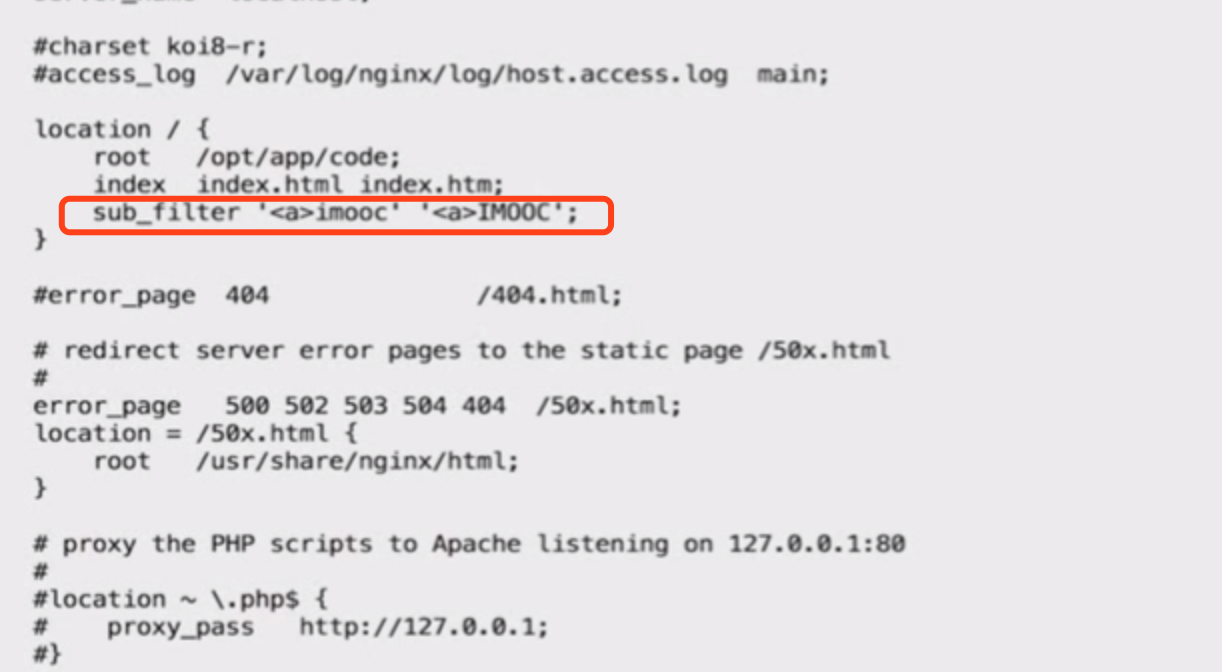 #charset koi8-r;
#access_log  /var/log/nginx/log/host.access.log  main;
location / {
    root   /opt/app/code;
    index  index.html index.htm;
    sub_filter '<a>imooc' '<a>IMOOC';
}
#error_page  404              /404.html;
# redirect server error pages to the static page /50x.html
#
error_page   500 502 503 504 404  /50x.html;
location = /50x.html {
    root   /usr/share/nginx/html;
}
# proxy the PHP scripts to Apache listening on 127.0.0.1:80
#
#location ~ \.php$ {
#    proxy_pass   http://127.0.0.1;
#}